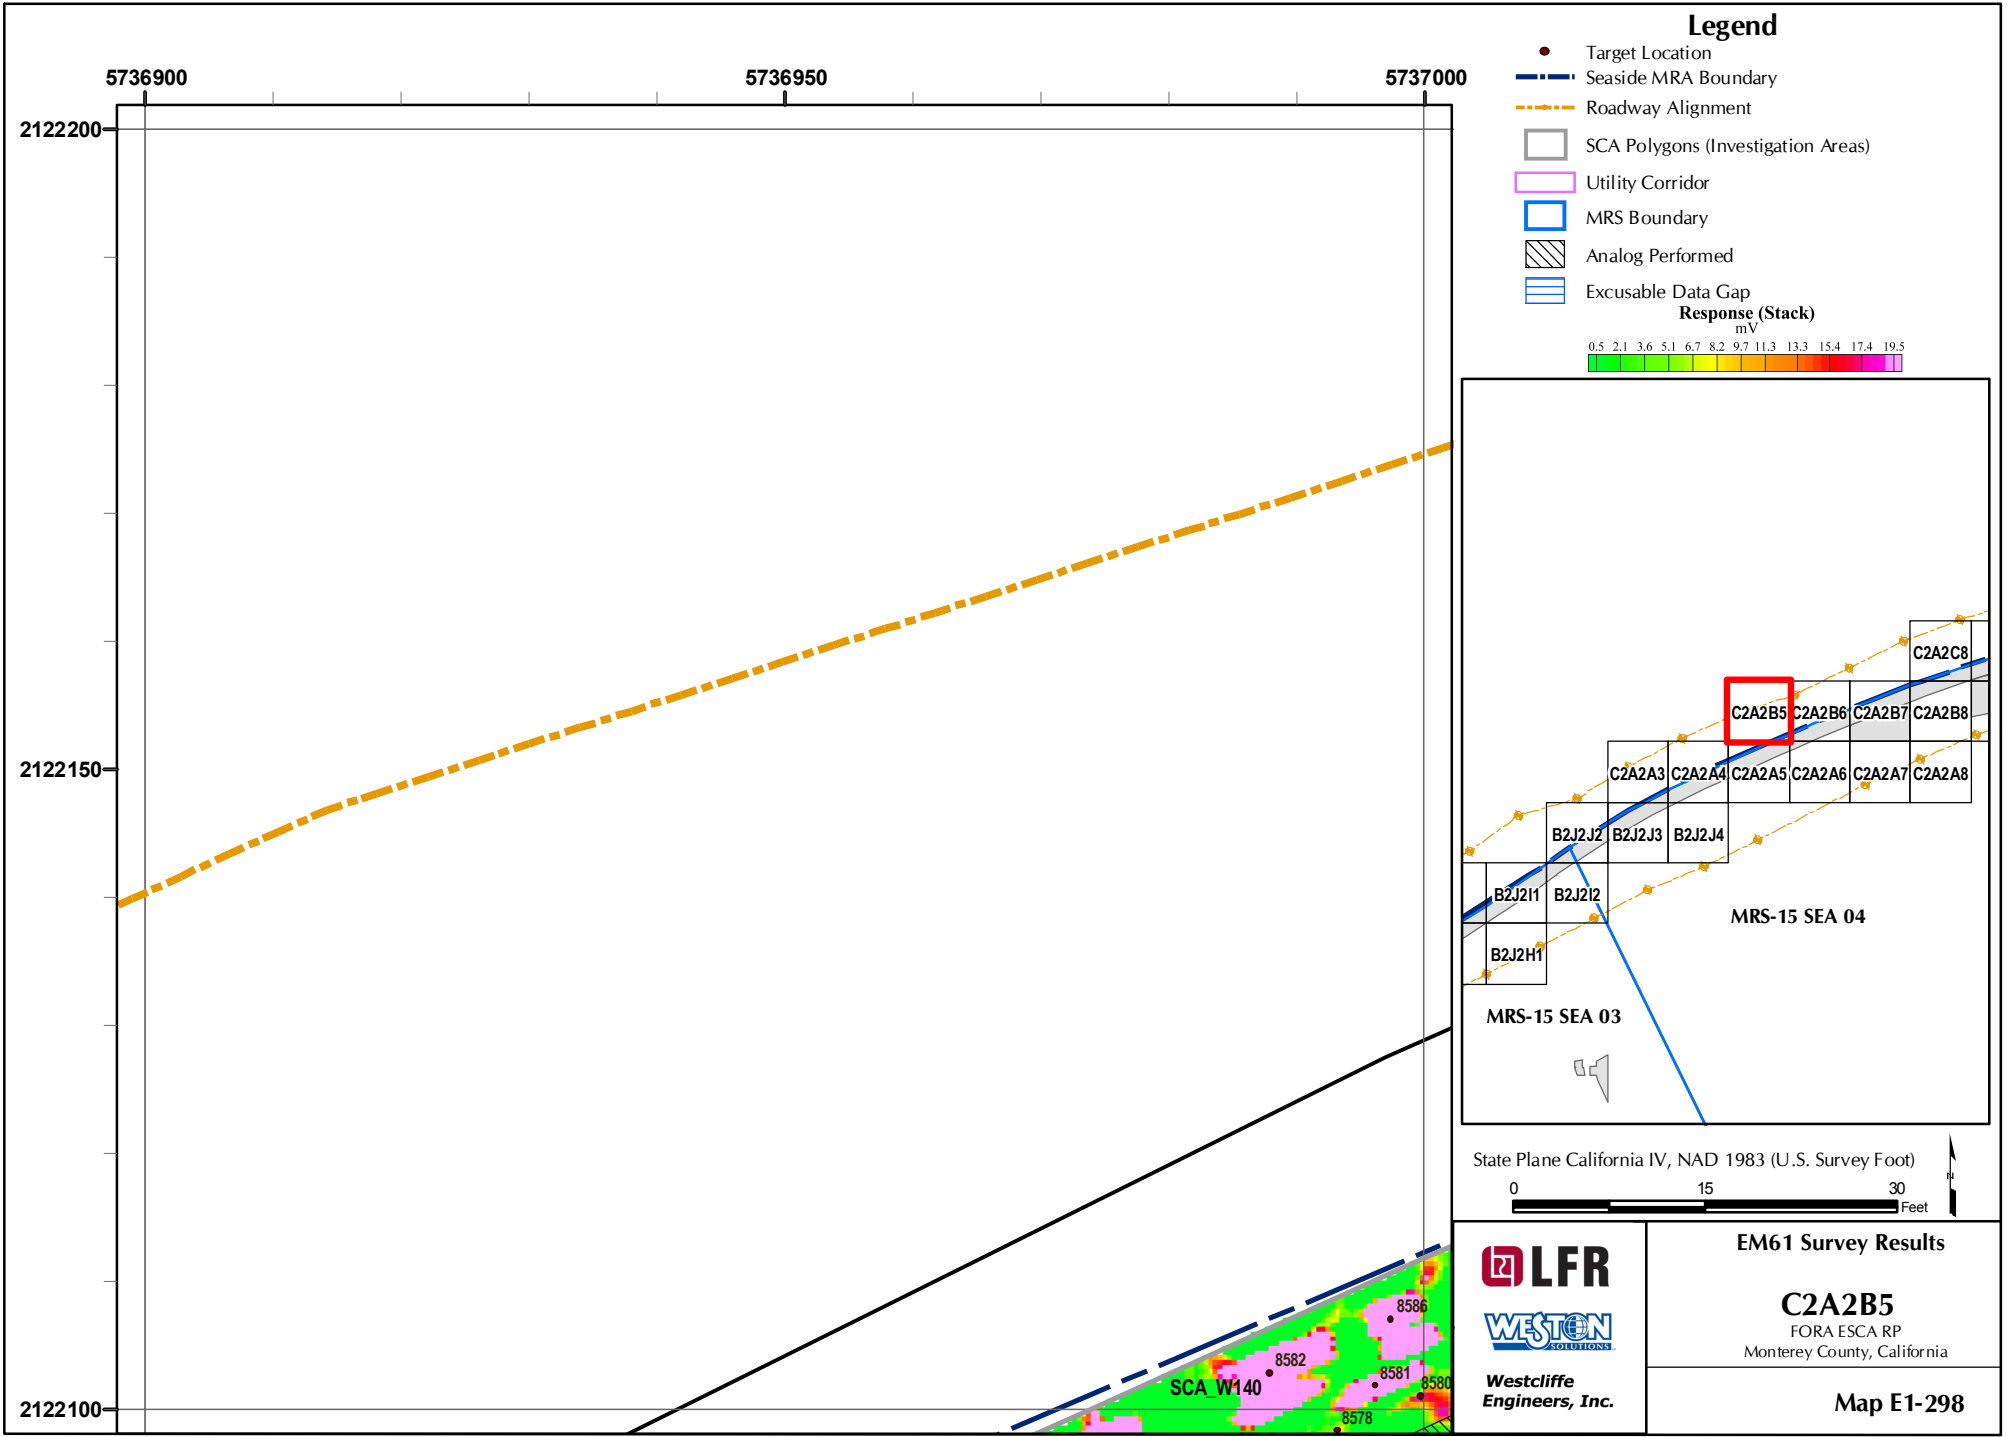 Legend
Target Location
Seaside MRA Boundary
Roadway Alignment
SCA Polygons (Investigation Areas)
Utility Corridor
MRS Boundary
Analog Performed
Excusable Data Gap
Response (Stack)
mV
0.5 2.1 3.6 5.1 6.7 8.2 9.7 11.3 13.3 15.4 17.4 19.5
5736900 5736950 5737000
2122200
2122150
2122100
8586
8582
8581
8580
SCA_W140
8578
C2A2C8
C2A2B5 C2A2B6 C2A2B7 C2A2B8
C2A2A3 C2A2A4 C2A2A5 C2A2A6 C2A2A7 C2A2A8
B2J2J2 B2J2J3 B2J2J4
B2J2I1 B2J2I2
MRS-15 SEA 04
B2J2H1
MRS-15 SEA 03
State Plane California IV, NAD 1983 (U.S. Survey Foot)
N
0 15 30
Feet
LFR
WESTON
SOLUTIONS
Westcliffe
Engineers, Inc.
EM61 Survey Results
C2A2B5
FORA ESCA RP
Monterey County, California
Map E1-298